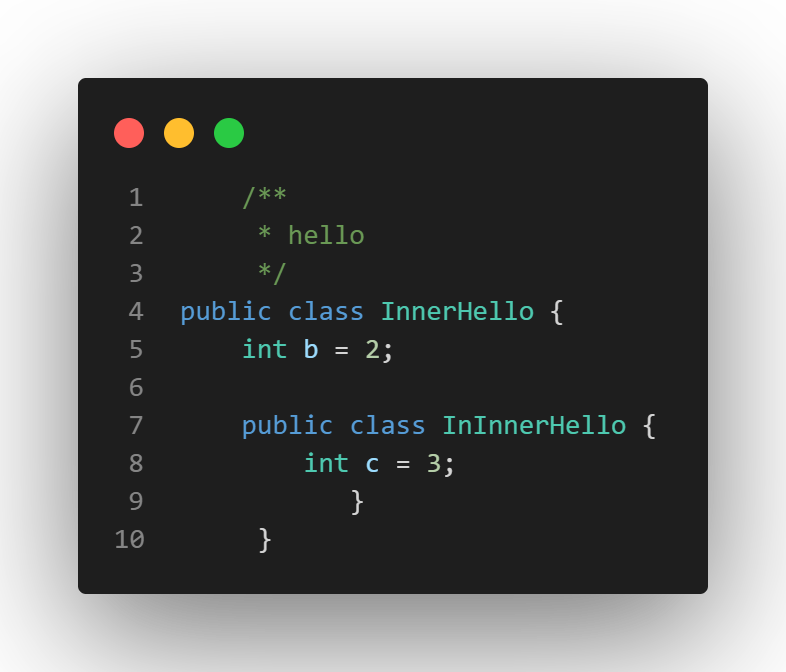 1     /**
2      * hello
3      */
4 public class InnerHello {
5     int b = 2;
6
7     public class InInnerHello {
8         int c = 3;
9            }
10     }